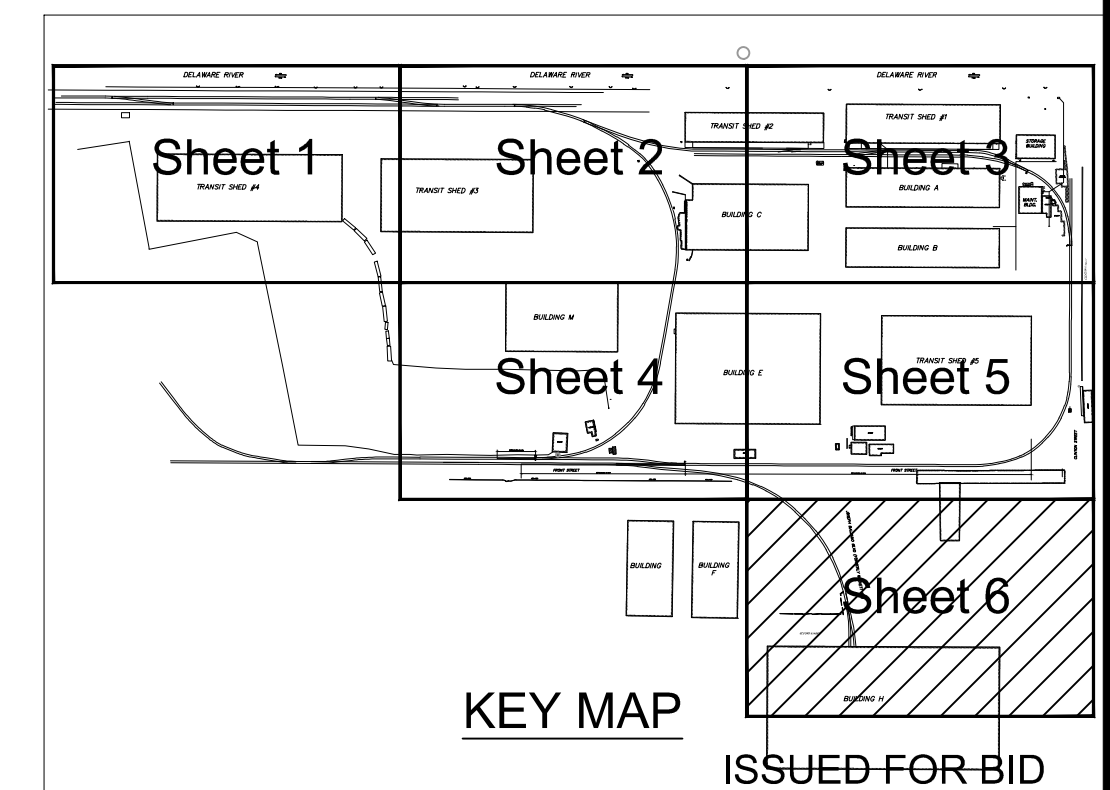 DELAWARE RIVER
DELAWARE RIVER
DELAWARE RIVER
TRANSIT SHED #2
TRANSIT SHED #1
Sheet 1
Sheet 2
Sheet 3
STORAGE
BUILDING
TRANSIT SHED #4
TRANSIT SHED #3
BUILDING A
MAINT.
BLDG.
BUILDING C
BUILDING B
BUILDING M
Sheet 4
BUILDING E
TRANSIT SHED #5
Sheet 5
CLINTON STREET
FRONT STREET
FRONT STREET
BUILDING
BUILDING
F
Sheet 6
BUILDING H
KEY MAP
ISSUED FOR BID